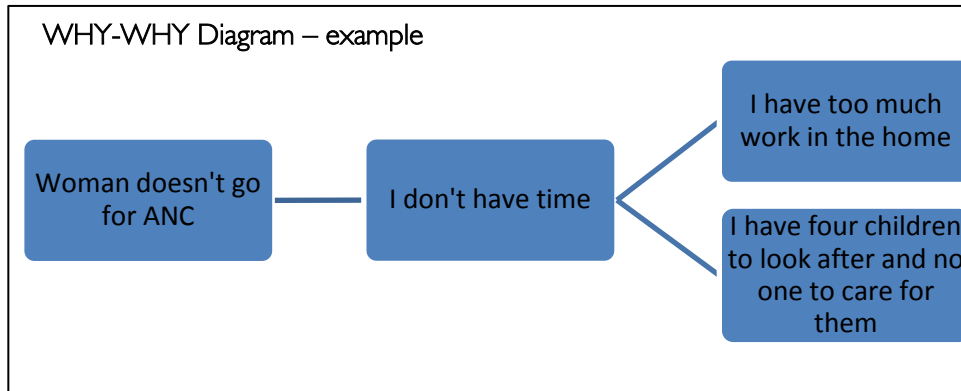 WHY-WHY Diagram – example
Woman doesn't go
for ANC
I don't have time
I have too much
work in the home
I have four children
to look after and no
one to care for
them